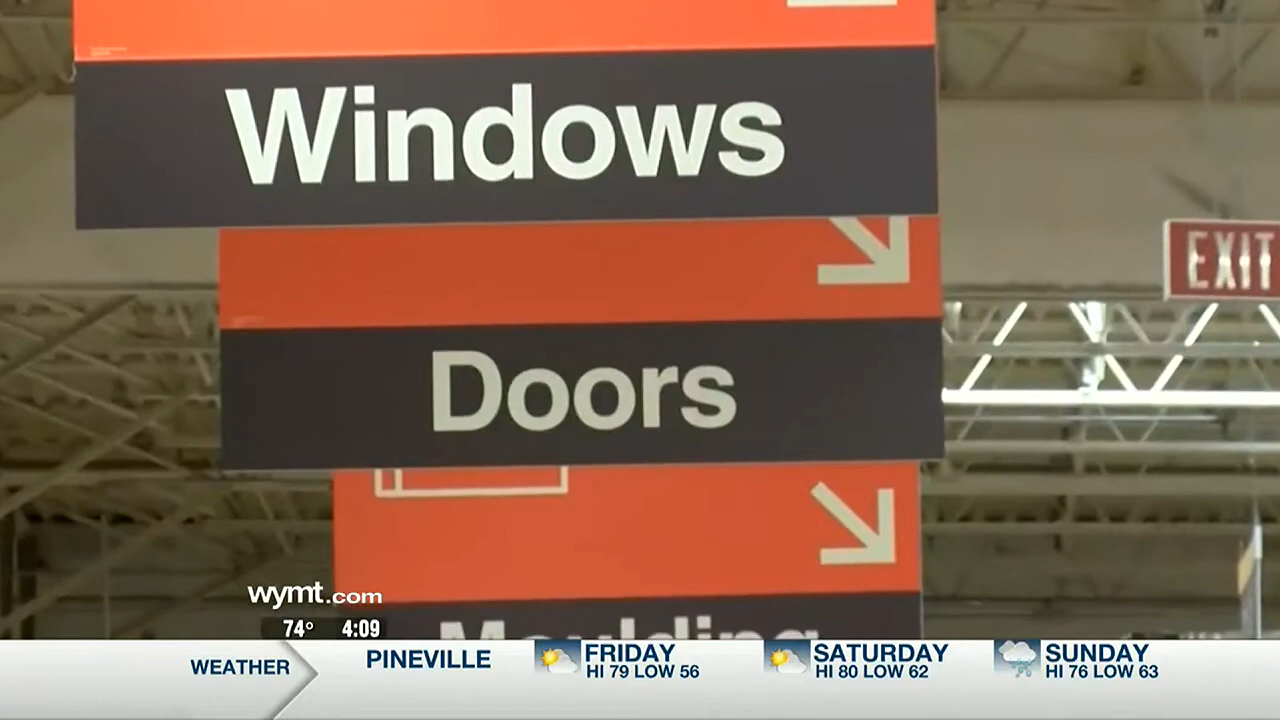 Windows
EXIT
Doors
Moulding
wymt.com
74° 4:09
WEATHER
PINEVILLE
FRIDAY
HI 79 LOW 56
SATURDAY
HI 80 LOW 62
SUNDAY
HI 76 LOW 63